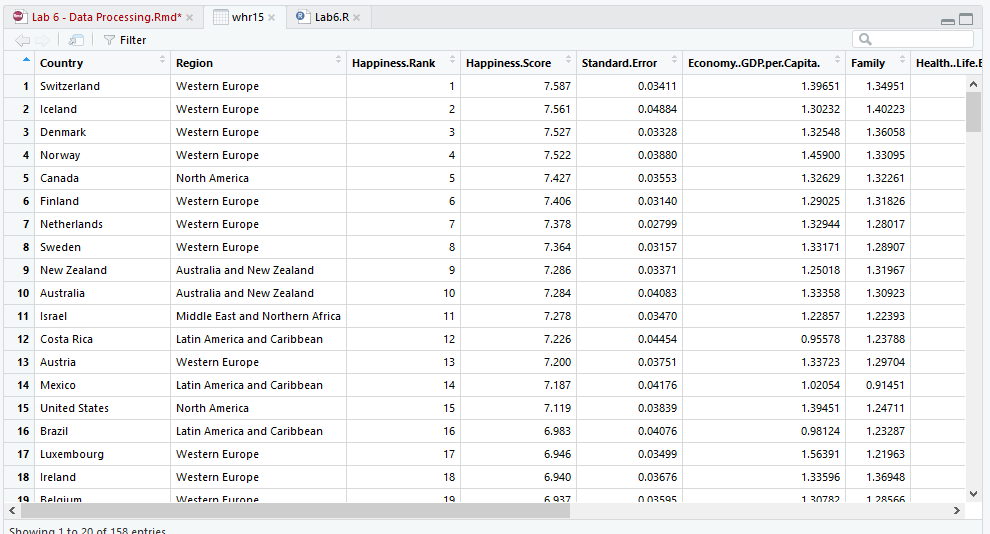 Lab 6 - Data Processing.Rmd* whr15 Lab6.R
Filter
Country Region Happiness.Rank Happiness.Score Standard.Error Economy..GDP.per.Capita. Family Health..Life.E
1 Switzerland Western Europe 1 7.587 0.03411 1.39651 1.34951
2 Iceland Western Europe 2 7.561 0.04884 1.30232 1.40223
3 Denmark Western Europe 3 7.527 0.03328 1.32548 1.36058
4 Norway Western Europe 4 7.522 0.03880 1.45900 1.33095
5 Canada North America 5 7.427 0.03553 1.32629 1.32261
6 Finland Western Europe 6 7.406 0.03140 1.29025 1.31826
7 Netherlands Western Europe 7 7.378 0.02799 1.32944 1.28017
8 Sweden Western Europe 8 7.364 0.03157 1.33171 1.28907
9 New Zealand Australia and New Zealand 9 7.286 0.03371 1.25018 1.31967
10 Australia Australia and New Zealand 10 7.284 0.04083 1.33358 1.30923
11 Israel Middle East and Northern Africa 11 7.278 0.03470 1.22857 1.22393
12 Costa Rica Latin America and Caribbean 12 7.226 0.04454 0.95578 1.23788
13 Austria Western Europe 13 7.200 0.03751 1.33723 1.29704
14 Mexico Latin America and Caribbean 14 7.187 0.04176 1.02054 0.91451
15 United States North America 15 7.119 0.03839 1.39451 1.24711
16 Brazil Latin America and Caribbean 16 6.983 0.04076 0.98124 1.23287
17 Luxembourg Western Europe 17 6.946 0.03499 1.56391 1.21963
18 Ireland Western Europe 18 6.940 0.03676 1.33596 1.36948
19 Belgium Western Europe 19 6.937 0.03595 1.30782 1.28566
Showing 1 to 20 of 158 entries